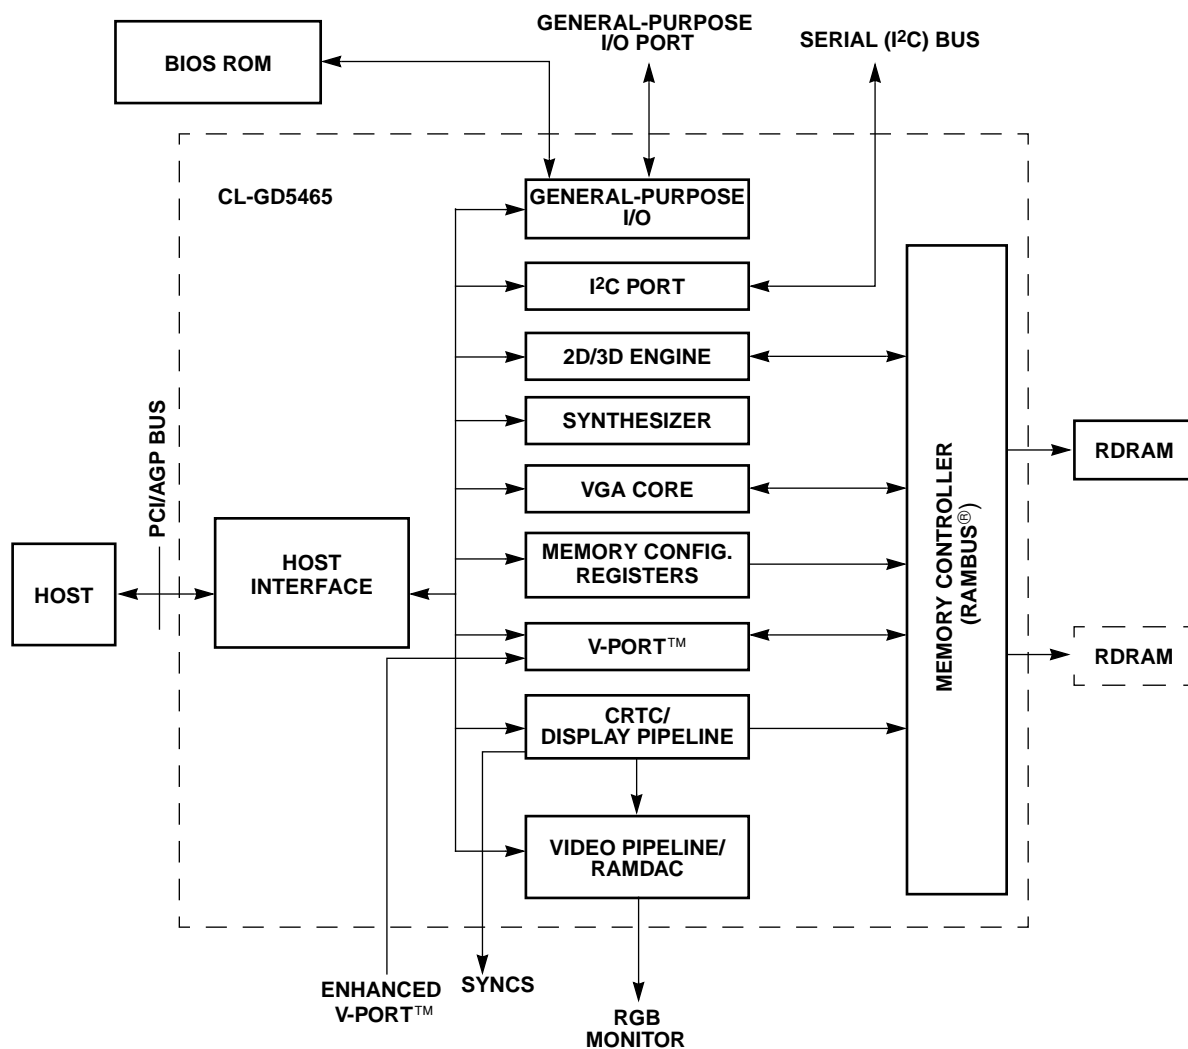 GENERAL-PURPOSE
I/O PORT
SERIAL (I²C) BUS
BIOS ROM
CL-GD5465
GENERAL-PURPOSE
I/O
I²C PORT
2D/3D ENGINE
SYNTHESIZER
VGA CORE
MEMORY CONFIG.
REGISTERS
V-PORT™
CRTC/
DISPLAY PIPELINE
VIDEO PIPELINE/
RAMDAC
PCI/AGP BUS
HOST
HOST
INTERFACE
MEMORY CONTROLLER
(RAMBUS®)
RDRAM
RDRAM
ENHANCED
V-PORT™
SYNCS
RGB
MONITOR